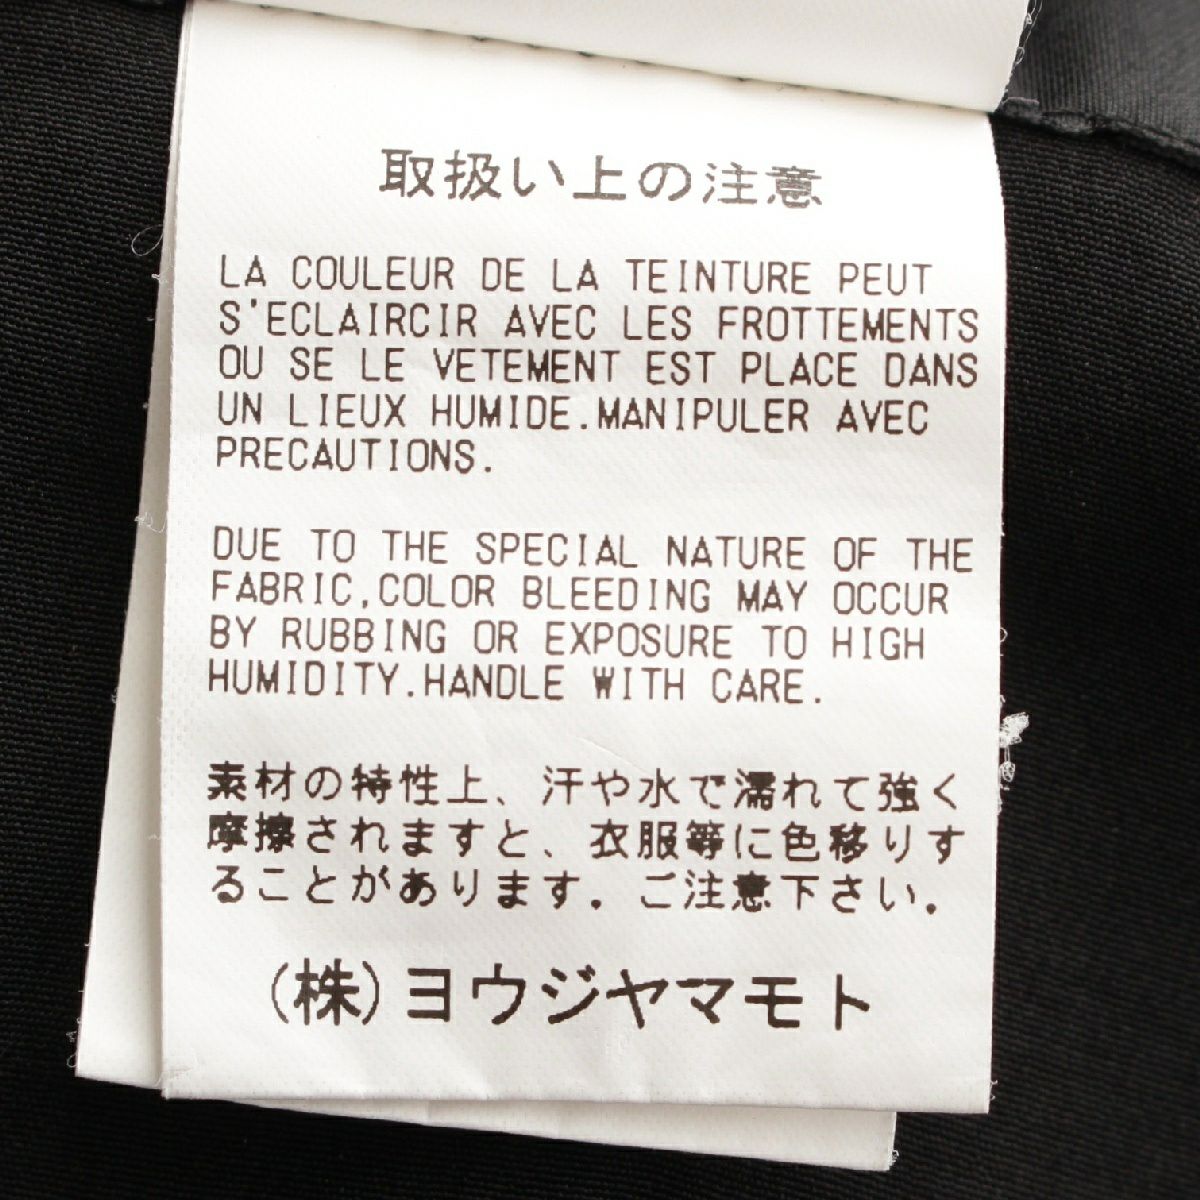 取扱い上の注意
LA COULEUR DE LA TEINTURE PEUT
S'ECLAIRCIR AVEC LES FROTTEMENTS
OU SE LE VETEMENT EST PLACE DANS
UN LIEUX HUMIDE.MANIPULER AVEC
PRECAUTIONS.
DUE TO THE SPECIAL NATURE OF THE
FABRIC,COLOR BLEEDING MAY OCCUR
BY RUBBING OR EXPOSURE TO HIGH
HUMIDITY.HANDLE WITH CARE.
素材の特性上、汗や水で濡れて強く
摩擦されますと、衣服等に色移りす
ることがあります．ご注意下さい．
(株)ヨウジヤマモト